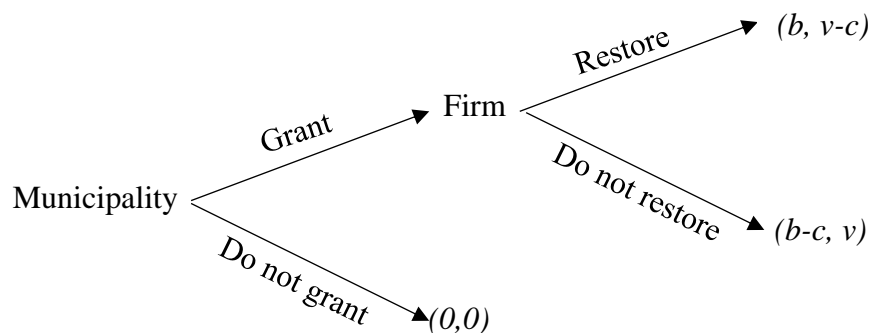 (b, v-c)
Restore
Firm
Grant
Do not restore
Municipality
(b-c, v)
Do not grant
(0,0)